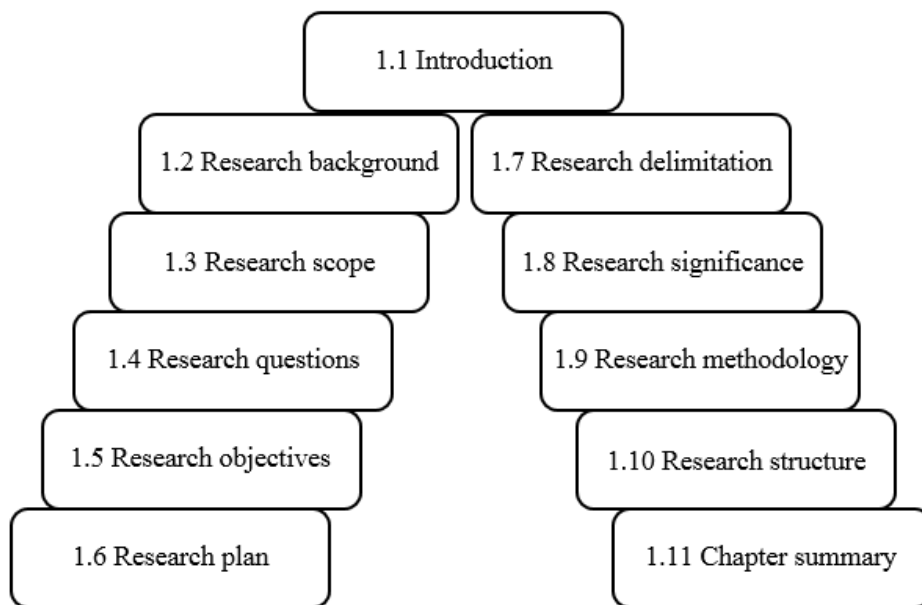 1.1 Introduction
1.2 Research background
1.3 Research scope
1.4 Research questions
1.5 Research objectives
1.6 Research plan
1.7 Research delimitation
1.8 Research significance
1.9 Research methodology
1.10 Research structure
1.11 Chapter summary